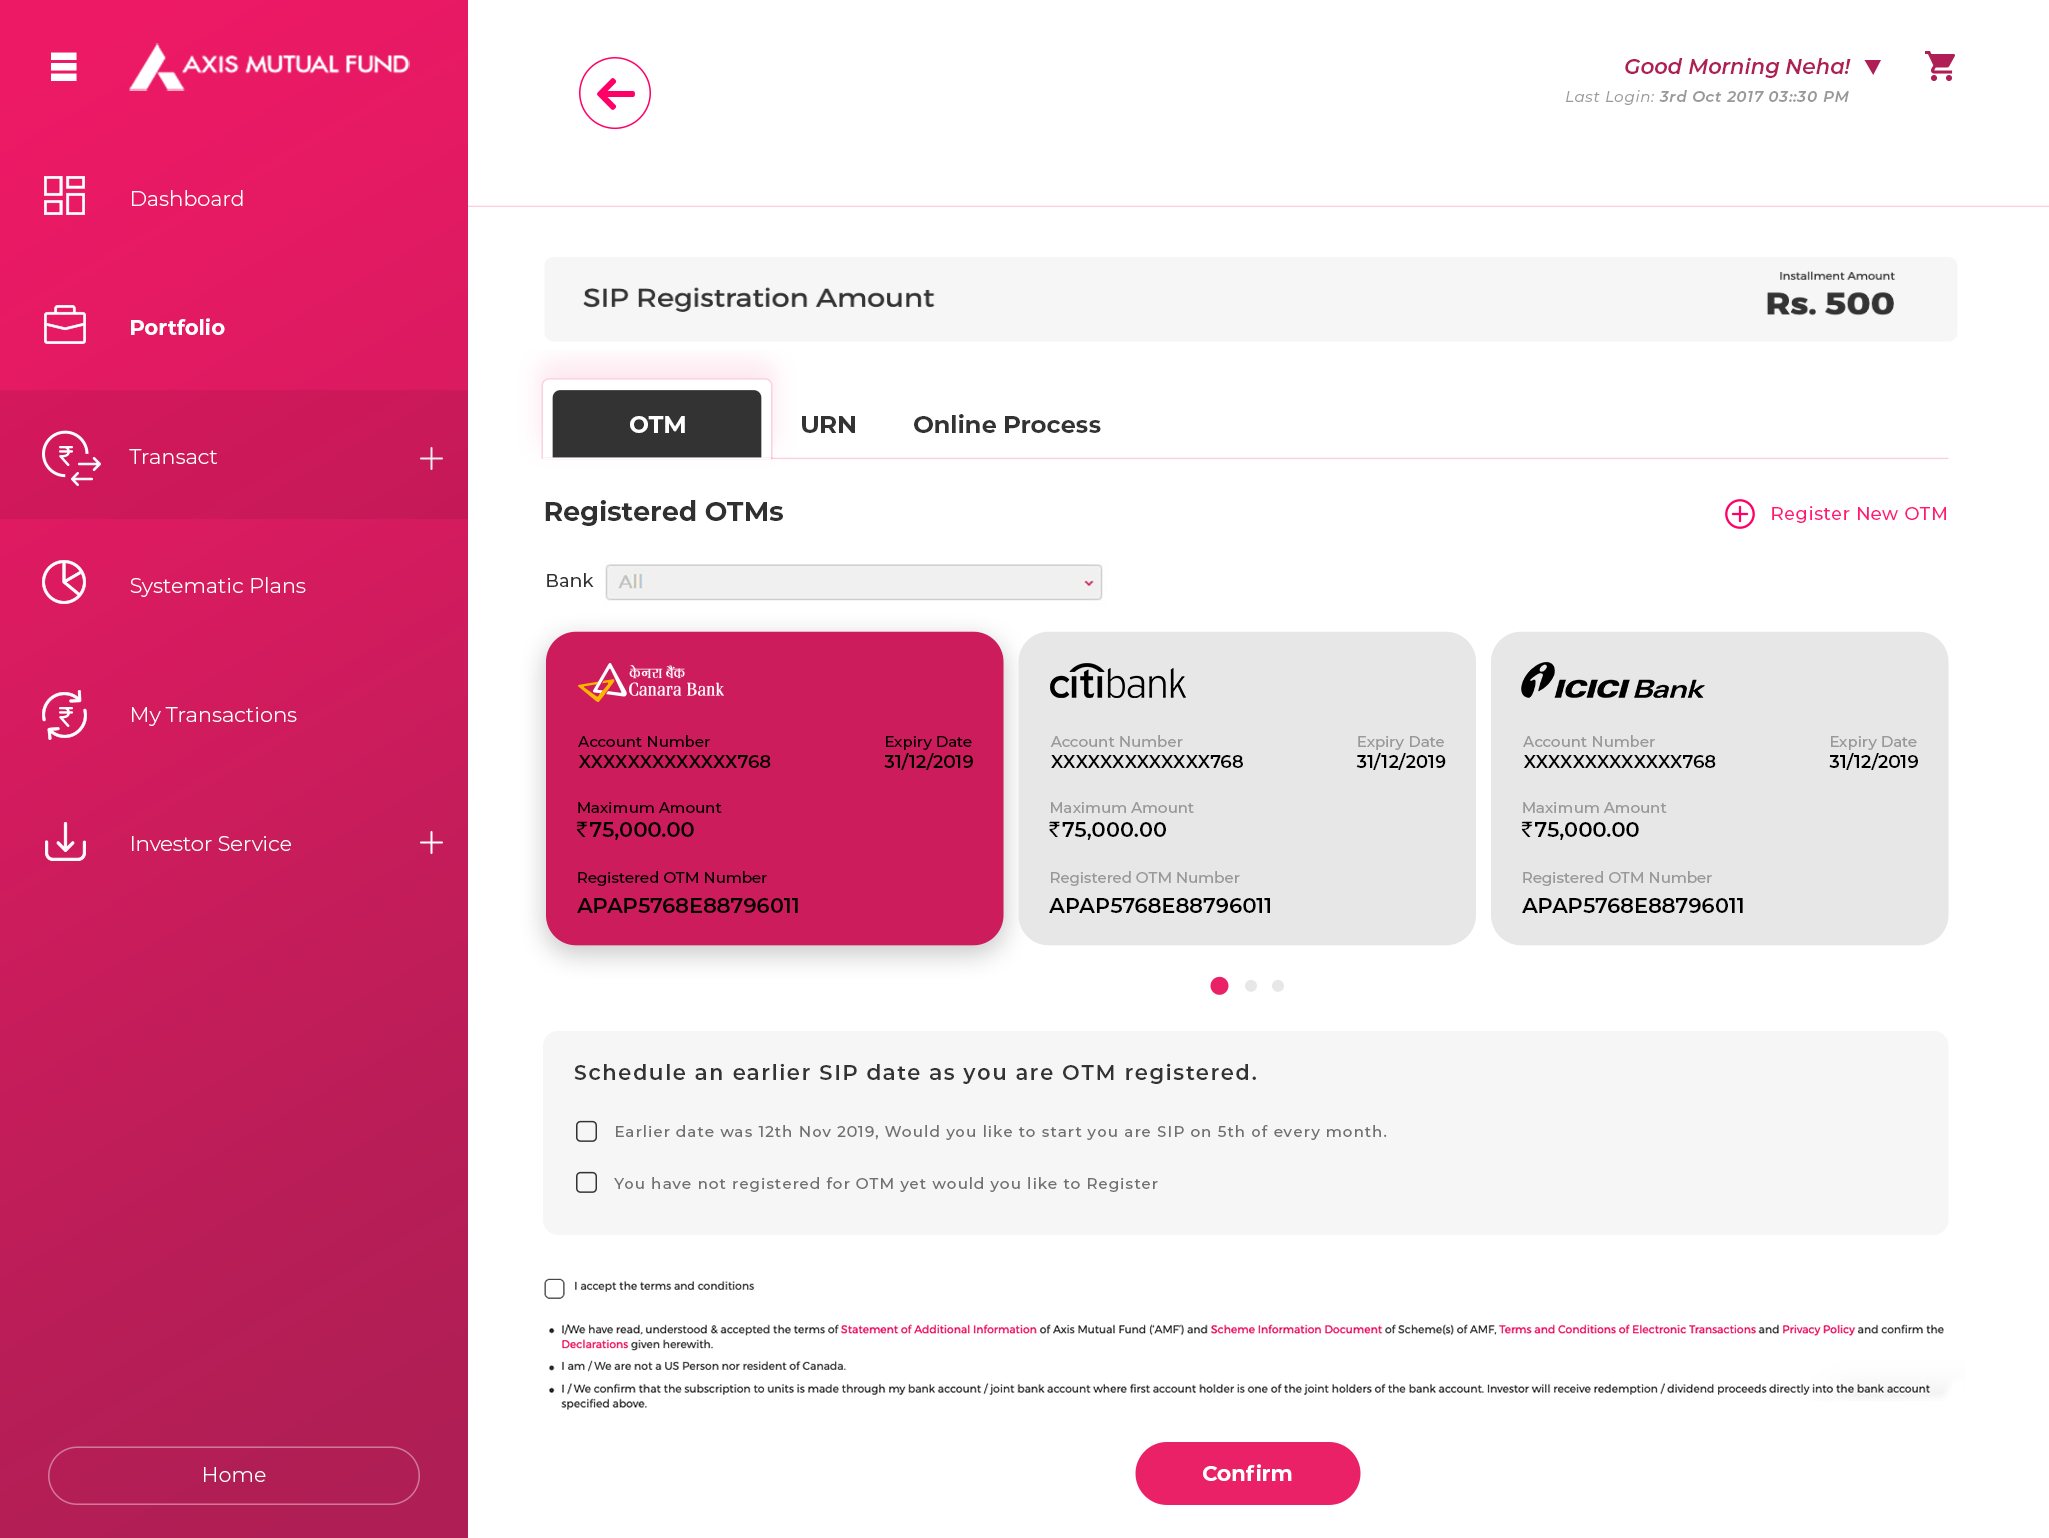 AXIS MUTUAL FUND
Dashboard
Portfolio
Transact
Systematic Plans
My Transactions
Investor Service
Home
Good Morning Neha!
Last Login: 3rd Oct 2017 03::30 PM
SIP Registration Amount
Installment Amount
Rs. 500
OTM
URN
Online Process
Registered OTMs
Register New OTM
Bank
All
केनरा बैंक
Canara Bank
Account Number
XXXXXXXXXXXXX768
Expiry Date
31/12/2019
Maximum Amount
₹75,000.00
Registered OTM Number
APAP5768E88796011
citibank
Account Number
XXXXXXXXXXXXX768
Expiry Date
31/12/2019
Maximum Amount
₹75,000.00
Registered OTM Number
APAP5768E88796011
ICICI Bank
Account Number
XXXXXXXXXXXXX768
Expiry Date
31/12/2019
Maximum Amount
₹75,000.00
Registered OTM Number
APAP5768E88796011
Schedule an earlier SIP date as you are OTM registered.
Earlier date was 12th Nov 2019, Would you like to start you are SIP on 5th of every month.
You have not registered for OTM yet would you like to Register
I accept the terms and conditions
• I/We have read, understood & accepted the terms of Statement of Additional Information of Axis Mutual Fund ('AMF') and Scheme Information Document of Scheme(s) of AMF, Terms and Conditions of Electronic Transactions and Privacy Policy and confirm the
Declarations given herewith.
• I am / We are not a US Person nor resident of Canada.
• I / We confirm that the subscription to units is made through my bank account / joint bank account where first account holder is one of the joint holders of the bank account. Investor will receive redemption / dividend proceeds directly into the bank account
specified above.
Confirm